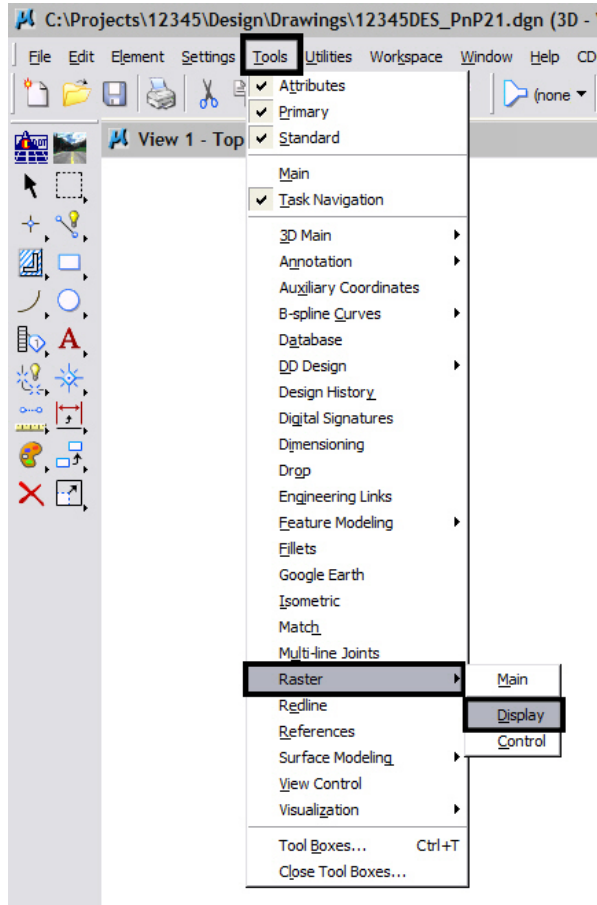 C:\Projects\12345\Design\Drawings\12345DES_PnP21.dgn (3D -
File Edit Element Settings Tools Utilities Workspace Window Help CD
(none
View 1 - Top
Attributes
Primary
Standard
Main
Task Navigation
3D Main
Annotation
Auxiliary Coordinates
B-spline Curves
Database
DD Design
Design History
Digital Signatures
Dimensioning
Drop
Engineering Links
Feature Modeling
Fillets
Google Earth
Isometric
Match
Multi-line Joints
Raster Main
Redline Display
References Control
Surface Modeling
View Control
Visualization
Tool Boxes... Ctrl+T
Close Tool Boxes...